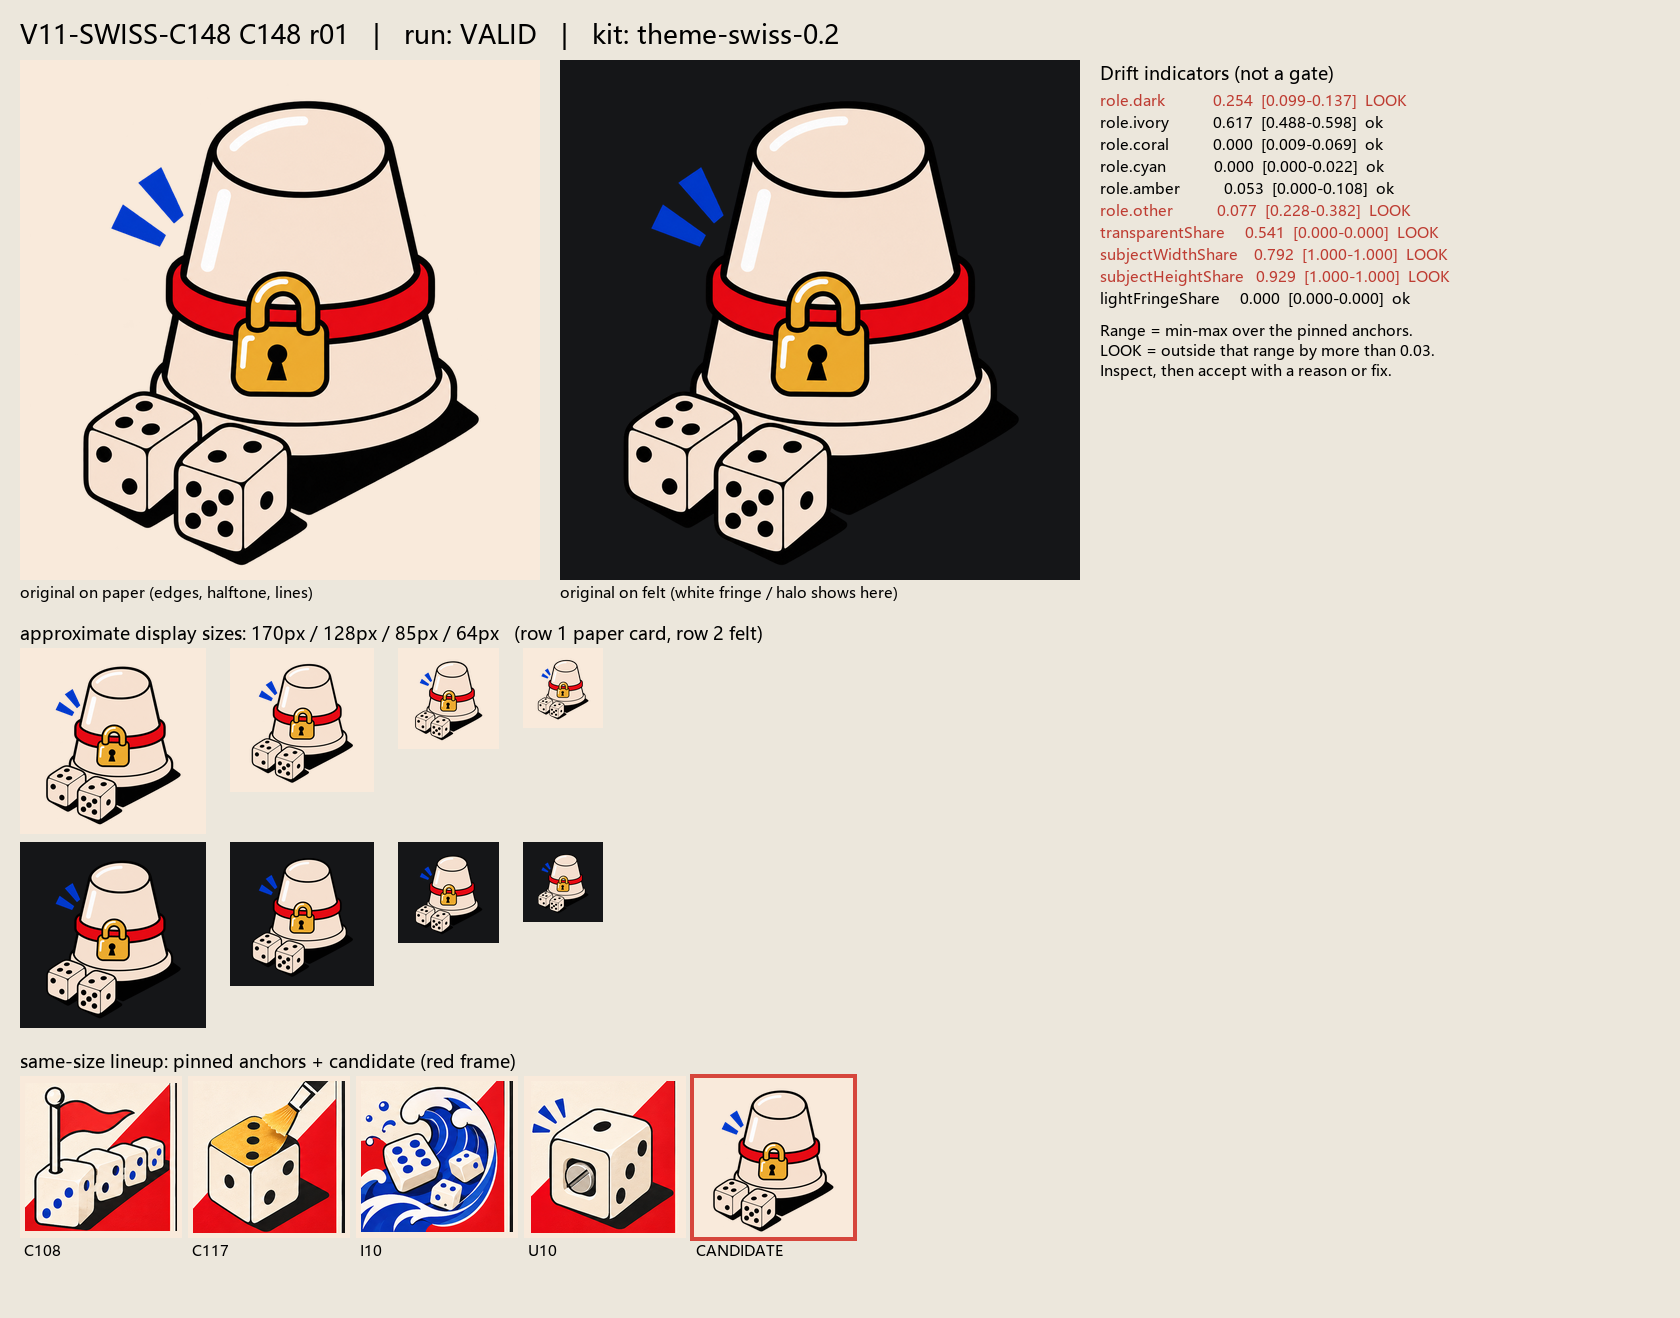 V11-SWISS-C148 C148 r01 | run: VALID | kit: theme-swiss-0.2
Drift indicators (not a gate)
role.dark 0.254 [0.099-0.137] LOOK
role.ivory 0.617 [0.488-0.598] ok
role.coral 0.000 [0.009-0.069] ok
role.cyan 0.000 [0.000-0.022] ok
role.amber 0.053 [0.000-0.108] ok
role.other 0.077 [0.228-0.382] LOOK
transparentShare 0.541 [0.000-0.000] LOOK
subjectWidthShare 0.792 [1.000-1.000] LOOK
subjectHeightShare 0.929 [1.000-1.000] LOOK
lightFringeShare 0.000 [0.000-0.000] ok
Range = min-max over the pinned anchors.
LOOK = outside that range by more than 0.03.
Inspect, then accept with a reason or fix.
original on paper (edges, halftone, lines)
original on felt (white fringe / halo shows here)
approximate display sizes: 170px / 128px / 85px / 64px (row 1 paper card, row 2 felt)
same-size lineup: pinned anchors + candidate (red frame)
C108
C117
I10
U10
CANDIDATE